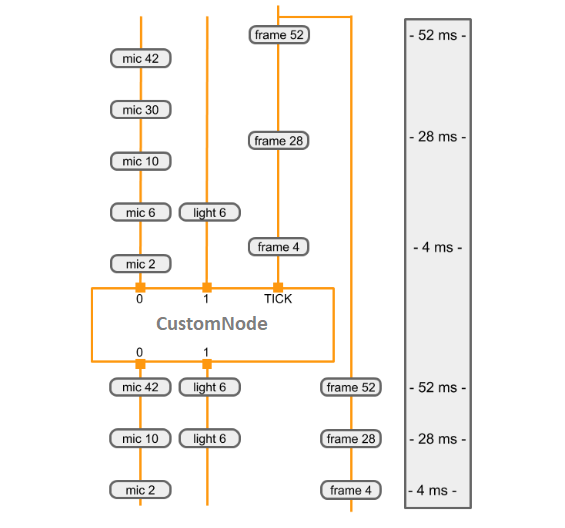 frame 52
- 52 ms -
mic 42
mic 30
frame 28
- 28 ms -
mic 10
mic 6
light 6
frame 4
- 4 ms -
mic 2
0
1
TICK
CustomNode
0
1
mic 42
light 6
frame 52
- 52 ms -
mic 10
light 6
frame 28
- 28 ms -
mic 2
frame 4
- 4 ms -